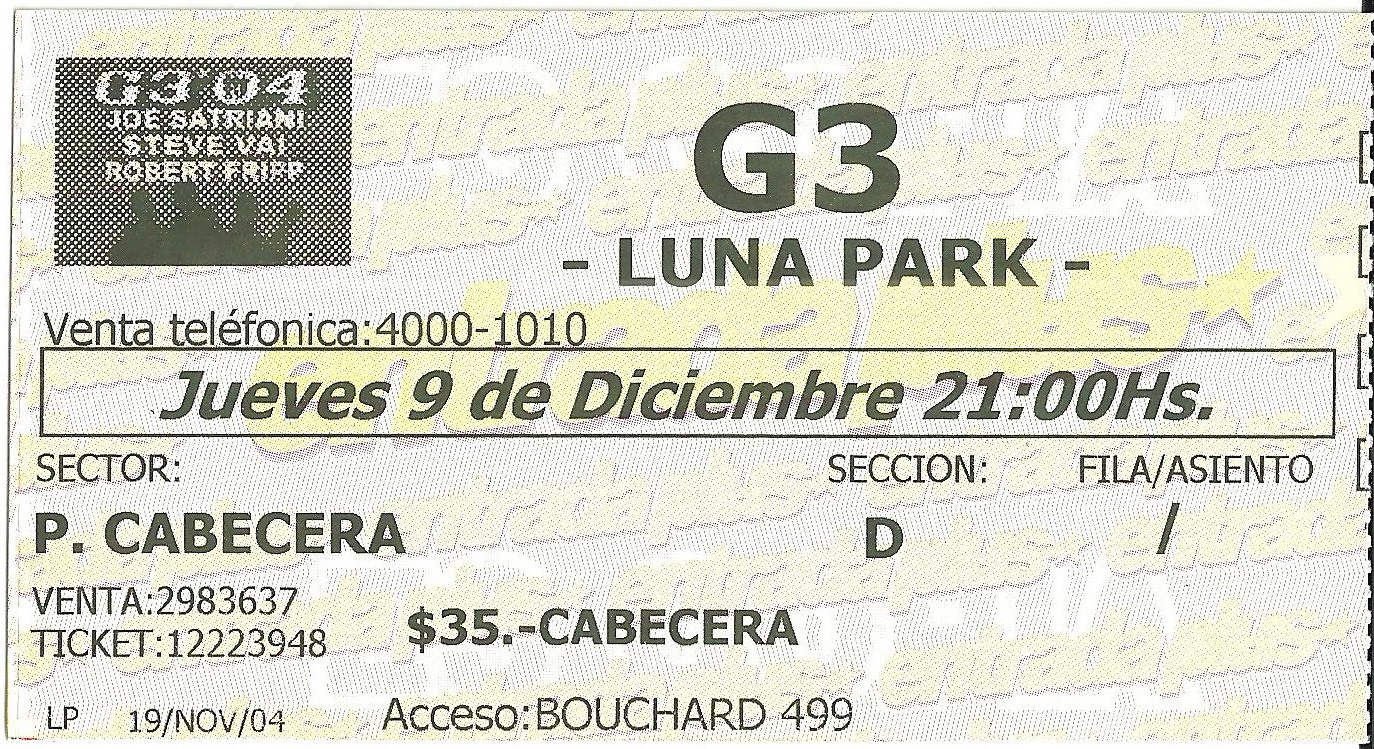 G3'04
JOE SATRIANI
STEVE VAI
ROBERT FRIPP
G3
- LUNA PARK -
Venta teléfonica:4000-1010
Jueves 9 de Diciembre 21:00Hs.
SECTOR: SECCION: FILA/ASIENTO
P. CABECERA D /
VENTA:2983637
TICKET:12223948
$35.-CABECERA
LP 19/NOV/04 Acceso:BOUCHARD 499
entrada plus